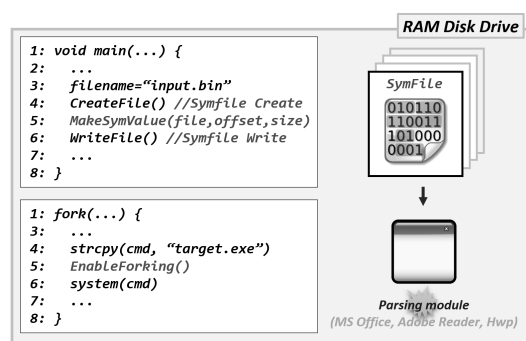 RAM Disk Drive
1: void main(...) {
2: ...
3: filename=“input.bin”
4: CreateFile() //Symfile Create
5: MakeSymValue(file,offset,size)
6: WriteFile() //Symfile Write
7: ...
8: }
1: fork(...) {
3: ...
4: strcpy(cmd, “target.exe”)
5: EnableForking()
6: system(cmd)
7: ...
8: }
SymFile
010110
110011
101000
0001
Parsing module
(MS Office, Adobe Reader, Hwp)